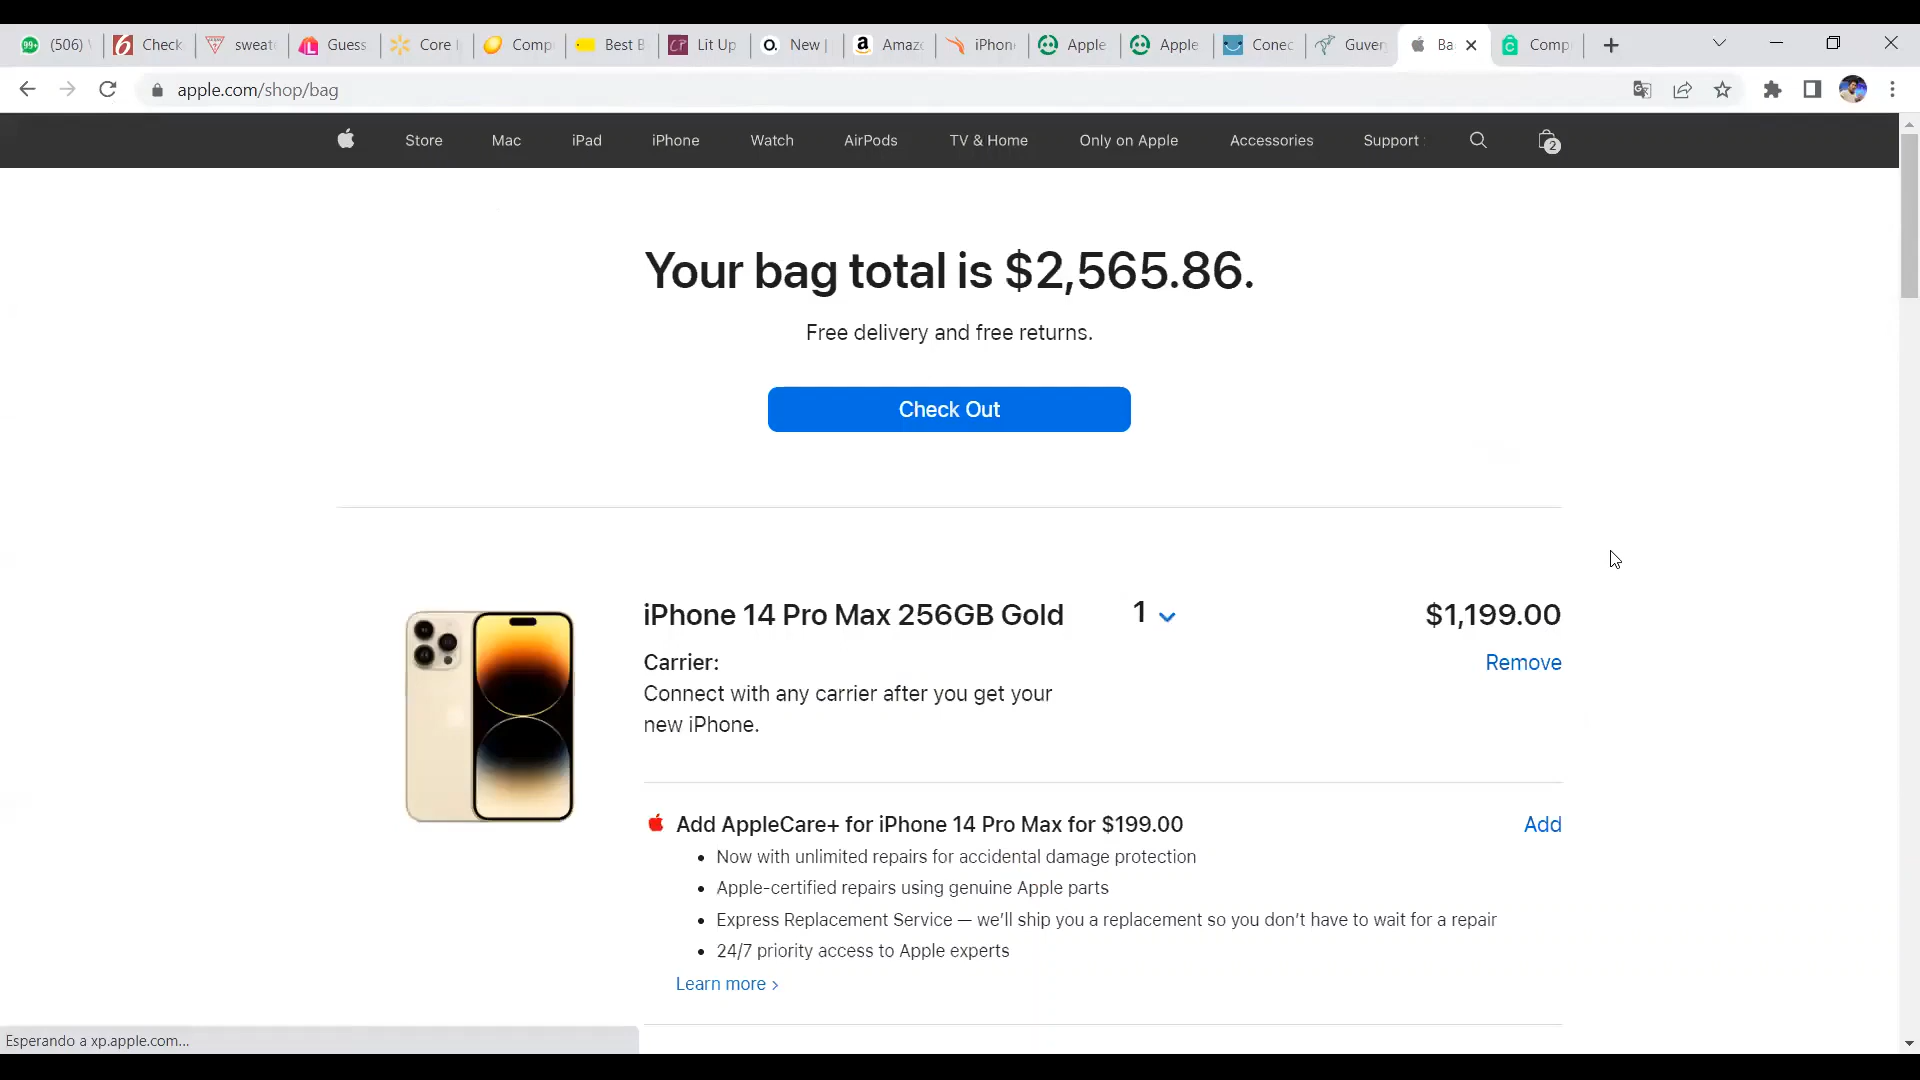 99+ (506) Check sweat Guess Core Comp Best B Lit Up O. New a Amaz iPhon Apple Apple Conec Guver Ba Comp
apple.com/shop/bag
Store Mac iPad iPhone Watch AirPods TV & Home Only on Apple Accessories Support 2
Your bag total is $2,565.86.
Free delivery and free returns.
Check Out
iPhone 14 Pro Max 256GB Gold 1 $1,199.00
Carrier: Remove
Connect with any carrier after you get your
new iPhone.
Add AppleCare+ for iPhone 14 Pro Max for $199.00 Add
• Now with unlimited repairs for accidental damage protection
• Apple-certified repairs using genuine Apple parts
• Express Replacement Service — we’ll ship you a replacement so you don’t have to wait for a repair
• 24/7 priority access to Apple experts
Learn more >
Esperando a xp.apple.com...